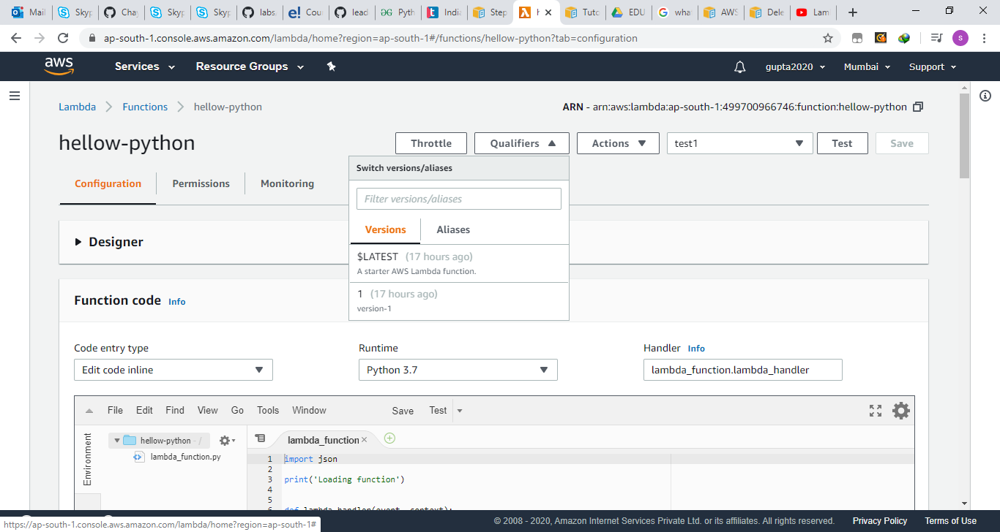 Mail Skyp Chay Skyp Skyp labs. Cour lead Pyth India Step h Tuto EDU what AWS Dele Lam
ap-south-1.console.aws.amazon.com/lambda/home?region=ap-south-1#/functions/hellow-python?tab=configuration
s
aws Services Resource Groups gupta2020 Mumbai Support
Lambda Functions hellow-python ARN - arn:aws:lambda:ap-south-1:499700966746:function:hellow-python
hellow-python Throttle Qualifiers Actions test1 Test Save
Switch versions/aliases
Configuration Permissions Monitoring
Filter versions/aliases
Versions Aliases
Designer
$LATEST (17 hours ago)
A starter AWS Lambda function.
1 (17 hours ago)
version-1
Function code Info
Code entry type Runtime Handler Info
Edit code inline Python 3.7 lambda_function.lambda_handler
File Edit Find View Go Tools Window Save Test
Environment
hellow-python - /
lambda_function.py
lambda_function ×
1 import json
2
3 print('Loading function')
4
5
6 def lambda_handler(event, context):
https://ap-south-1.console.aws.amazon.com/lambda/home?region=ap-south-1#
© 2008 - 2020, Amazon Internet Services Private Ltd. or its affiliates. All rights reserved. Privacy Policy Terms of Use